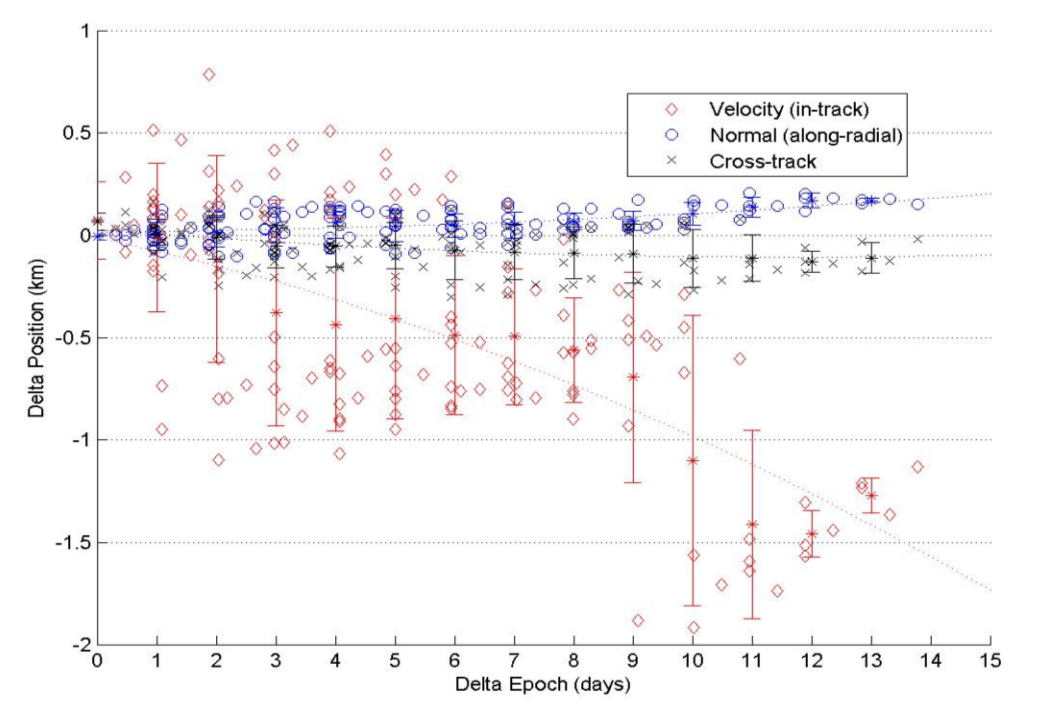 1
0.5
0
-0.5
-1
-1.5
-2
Delta Position (km)
Velocity (in-track)
Normal (along-radial)
Cross-track
0 1 2 3 4 5 6 7 8 9 10 11 12 13 14 15
Delta Epoch (days)